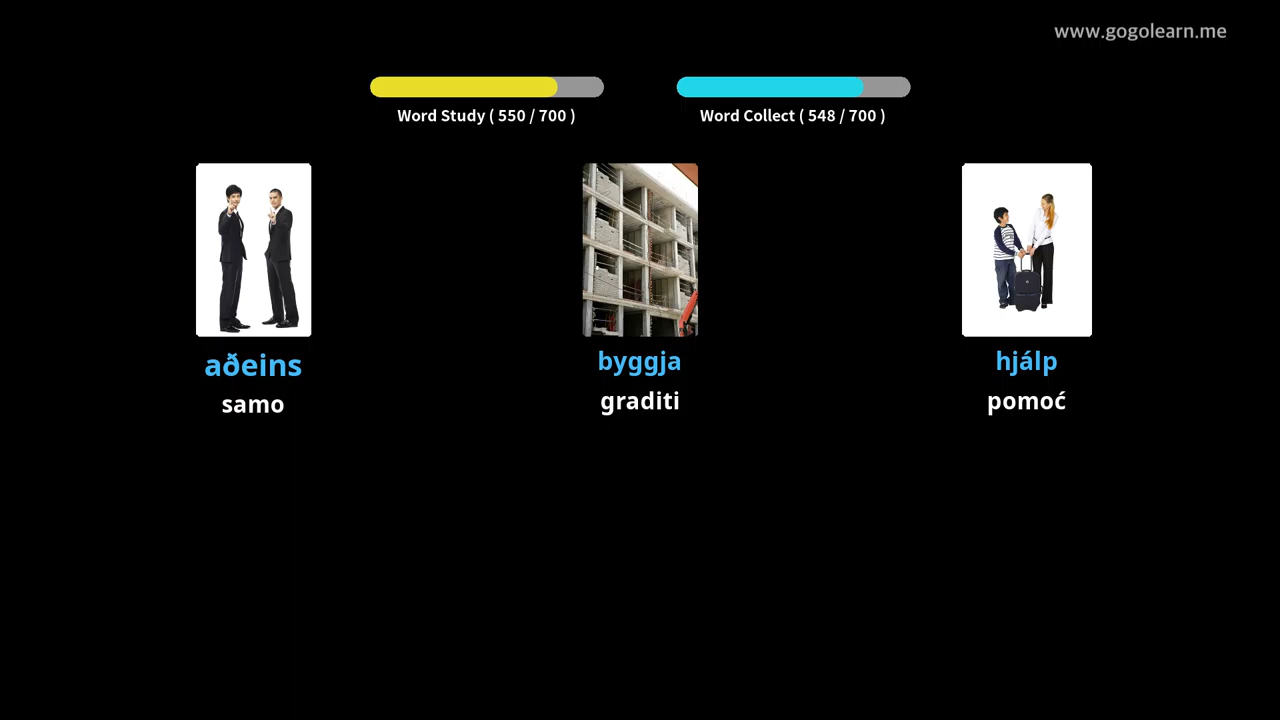 www.gogolearn.me
Word Study ( 550 / 700 )
Word Collect ( 548 / 700 )
aðeins
samo
byggja
graditi
hjálp
pomoć